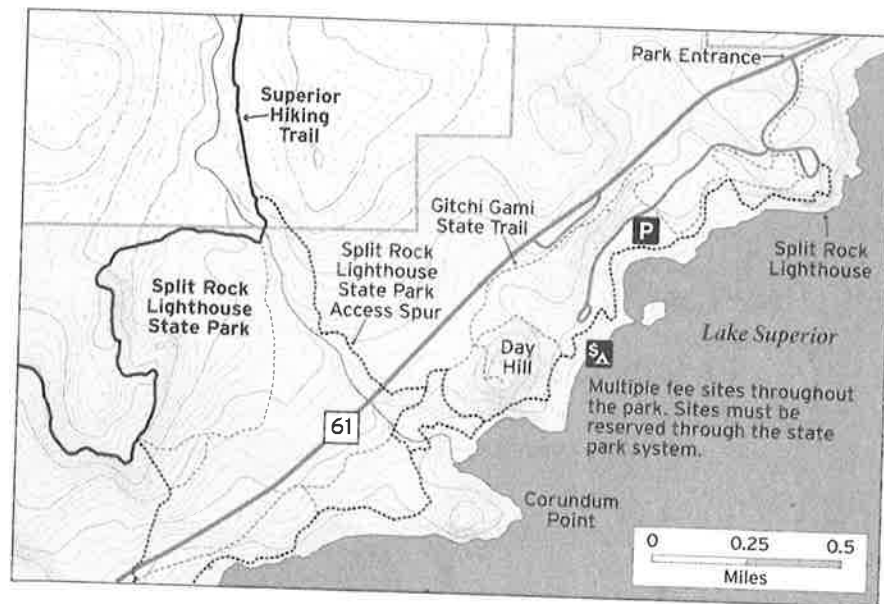 Park Entrance
Superior
Hiking
Trail
Gitchi Gami
State Trail
P
Split Rock
Lighthouse
Split Rock
Lighthouse
State Park
Access Spur
Split Rock
Lighthouse
State Park
Lake Superior
Day
Hill
$
Multiple fee sites throughout
the park. Sites must be
reserved through the state
park system.
61
Corundum
Point
0 0.25 0.5
Miles